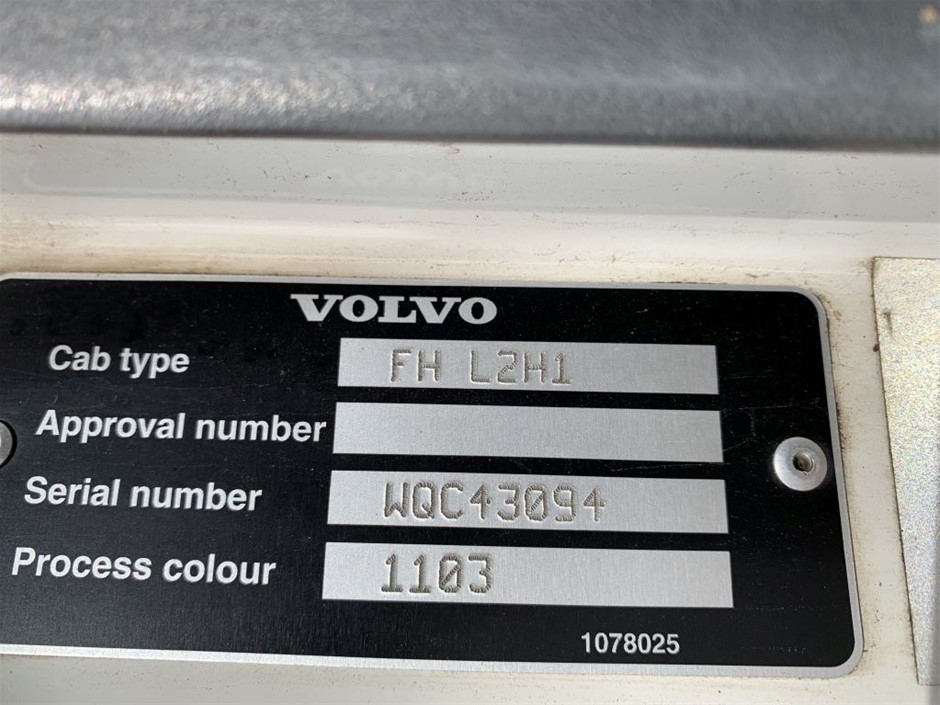 VOLVO
Cab type FH L2H1
Approval number
Serial number WQC43094
Process colour 1103
1078025